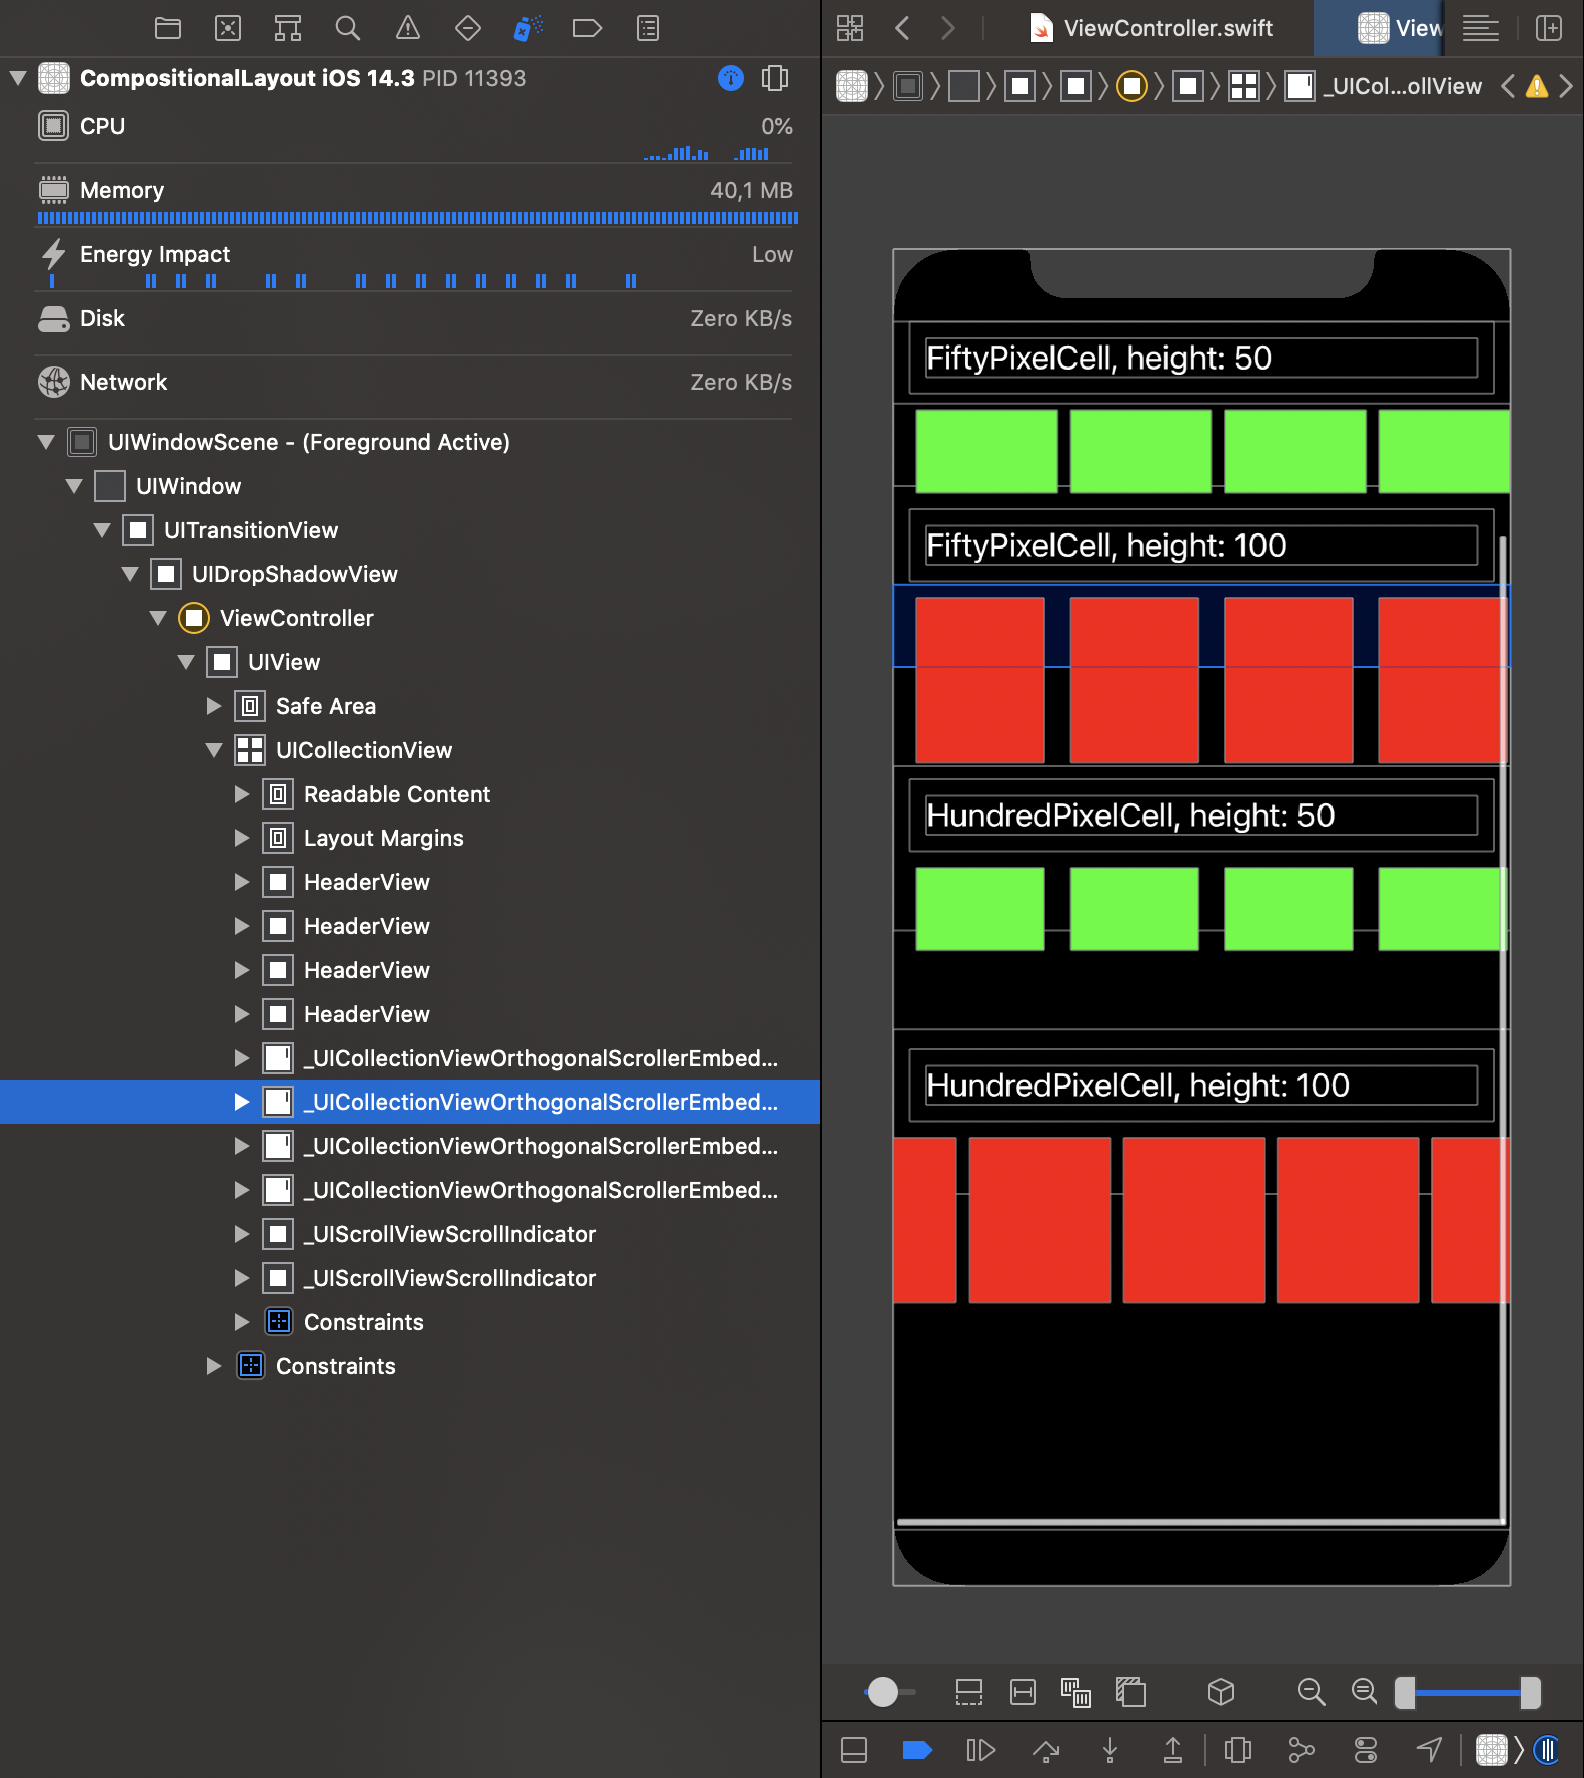 ViewController.swift
View
CompositionalLayout iOS 14.3 PID 11393
_UICol...ollView
CPU
0%
Memory
40,1 MB
Energy Impact
Low
Disk
Zero KB/s
Network
Zero KB/s
UIWindowScene - (Foreground Active)
UIWindow
UITransitionView
UIDropShadowView
ViewController
UIView
Safe Area
UICollectionView
Readable Content
Layout Margins
HeaderView
HeaderView
HeaderView
HeaderView
_UICollectionViewOrthogonalScrollerEmbed...
_UICollectionViewOrthogonalScrollerEmbed...
_UICollectionViewOrthogonalScrollerEmbed...
_UICollectionViewOrthogonalScrollerEmbed...
_UIScrollViewScrollIndicator
_UIScrollViewScrollIndicator
Constraints
Constraints
FiftyPixelCell, height: 50
FiftyPixelCell, height: 100
HundredPixelCell, height: 50
HundredPixelCell, height: 100